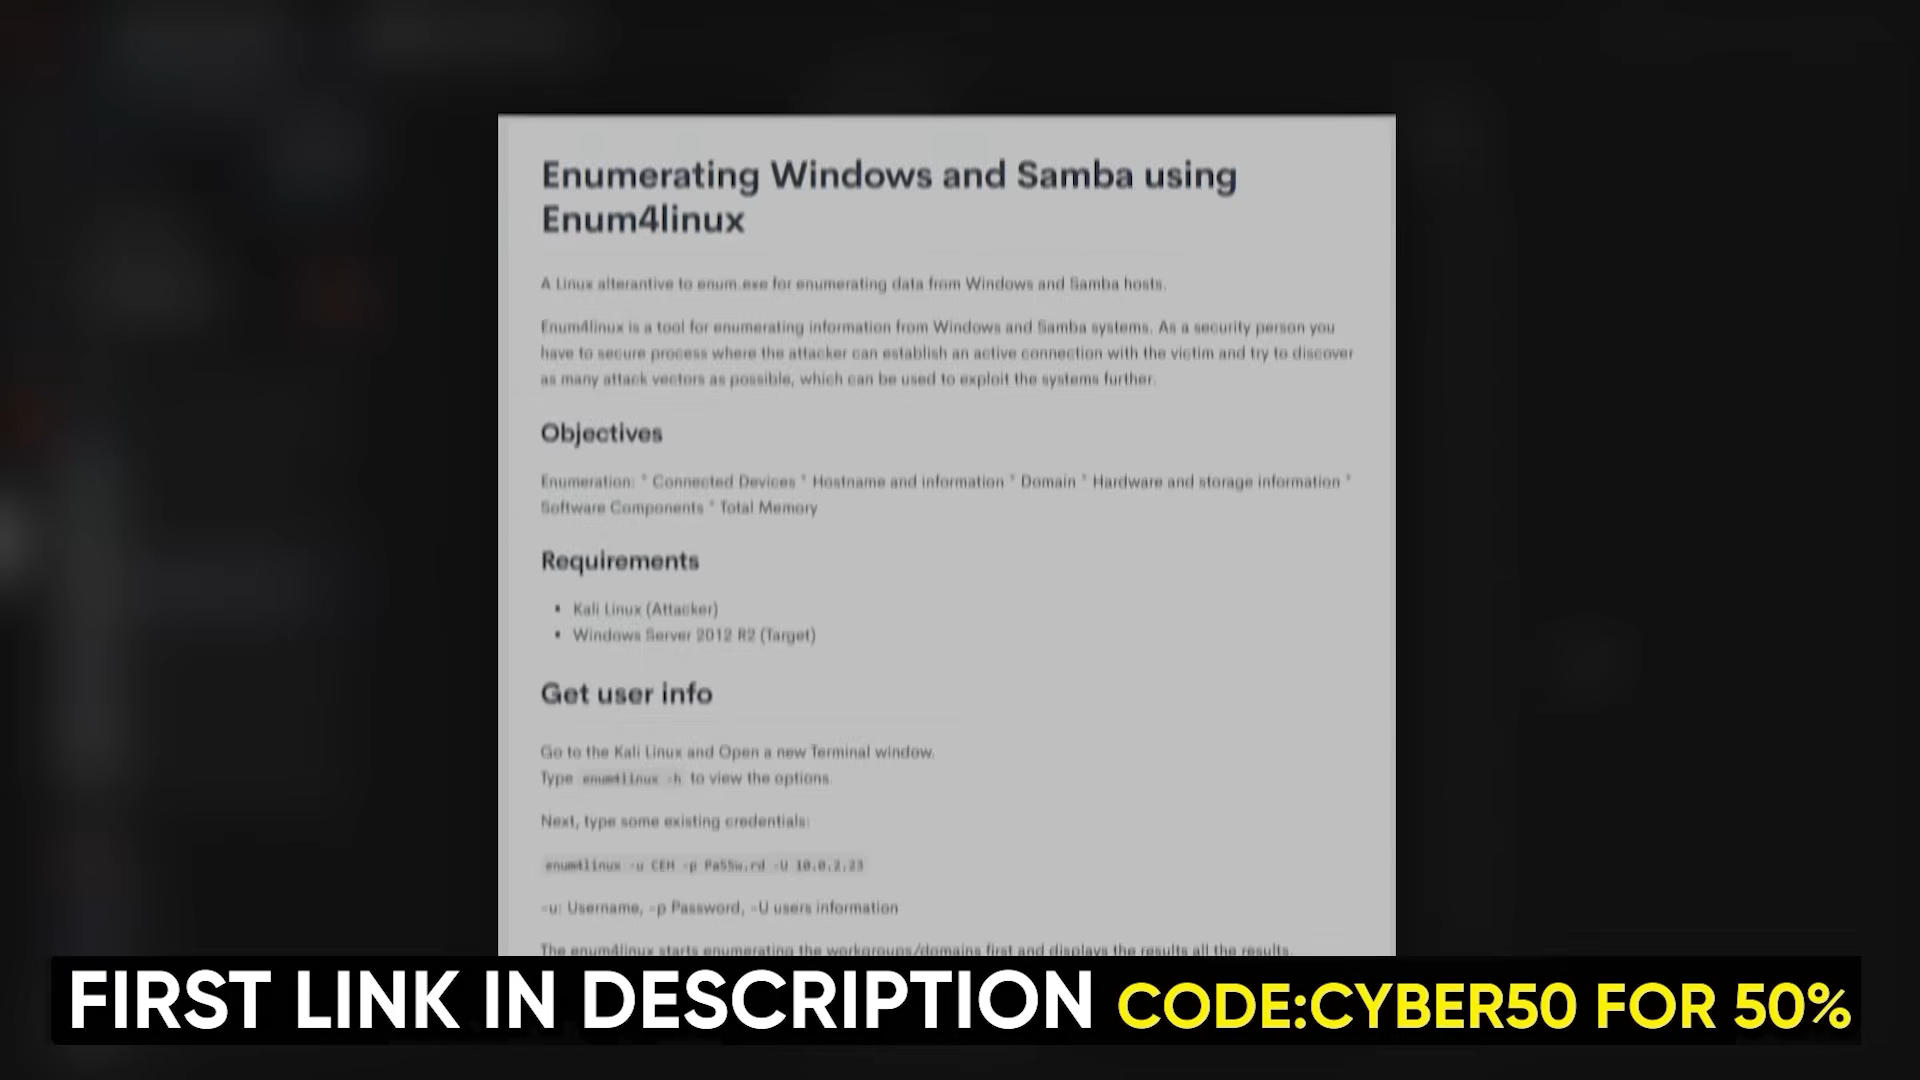 Enumerating Windows and Samba using
Enum4linux
A Linux alterantive to enum.exe for enumerating data from Windows and Samba hosts.
Enum4linux is a tool for enumerating information from Windows and Samba systems. As a security person you
have to secure process where the attacker can establish an active connection with the victim and try to discover
as many attack vectors as possible, which can be used to exploit the systems further.
Objectives
Enumeration: * Connected Devices * Hostname and information * Domain * Hardware and storage information *
Software Components * Total Memory
Requirements
• Kali Linux (Attacker)
• Windows Server 2012 R2 (Target)
Get user info
Go to the Kali Linux and Open a new Terminal window.
Type enum4linux -h to view the options
Next, type some existing credentials:
enum4linux -u CEH -p Pa55w.rd -U 10.0.2.23
-u: Username, -p Password, -U users information
The enum4linux starts enumerating the workgroups/domains first and displays the results all the results.
FIRST LINK IN DESCRIPTION CODE:CYBER50 FOR 50%